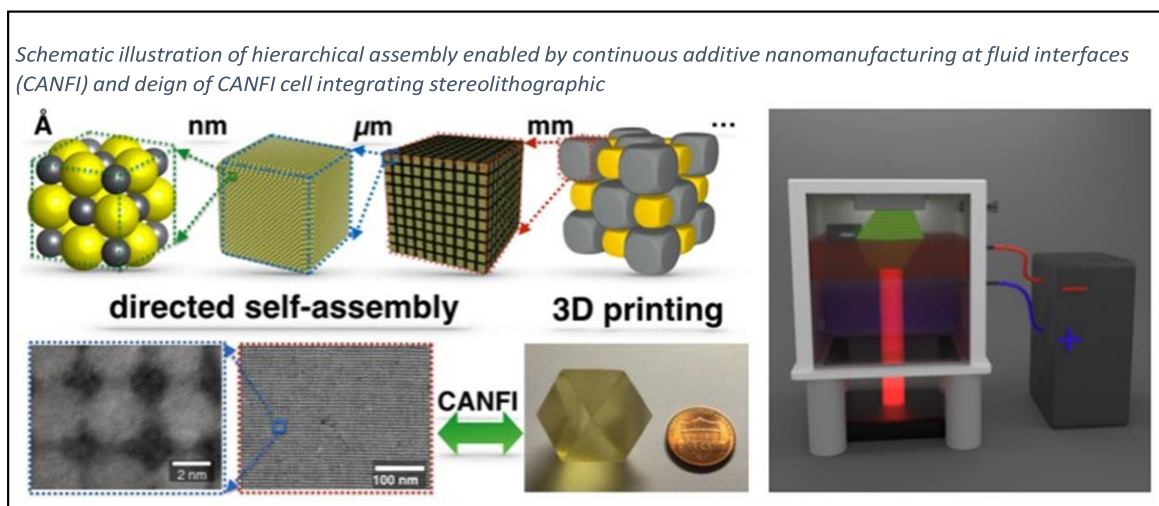 Schematic illustration of hierarchical assembly enabled by continuous additive nanomanufacturing at fluid interfaces
(CANFI) and deign of CANFI cell integrating stereolithographic
Å nm µm mm ...
directed self-assembly 3D printing
CANFI
2 nm
100 nm
− 
+